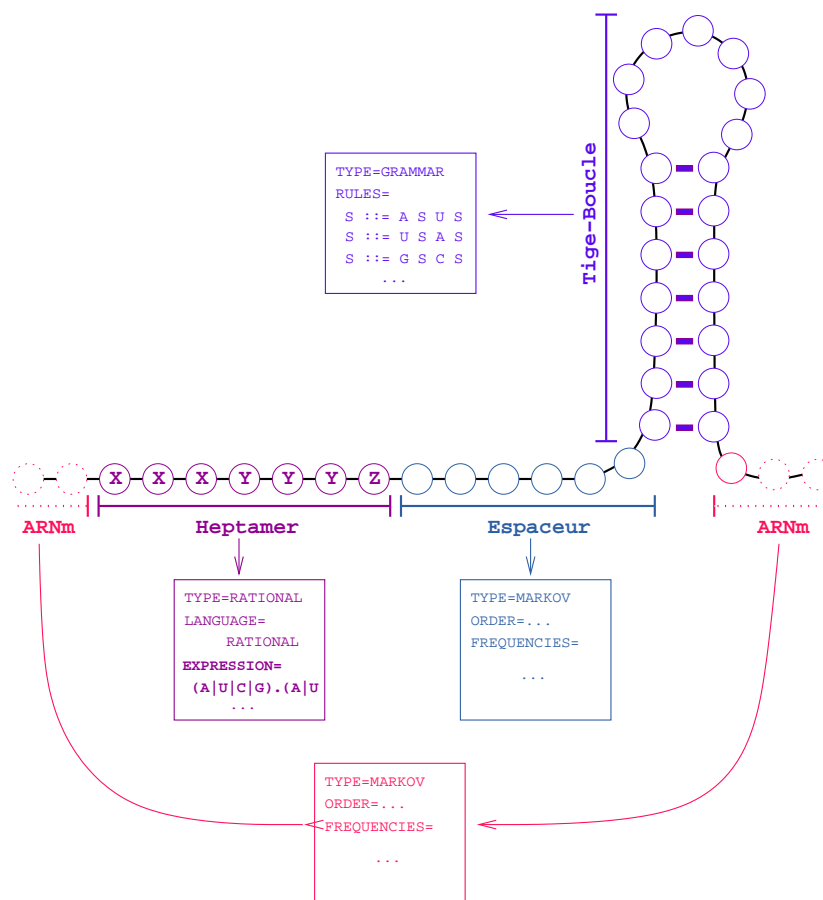 TYPE=GRAMMAR
RULES=
S ::= A S U S
S ::= U S A S
S ::= G S C S
...
Tige-Boucle
X X X Y Y Y Z
ARNm
Heptamer
Espaceur
ARNm
TYPE=RATIONAL
LANGUAGE=
RATIONAL
EXPRESSION=
(A|U|C|G).(A|U
...
TYPE=MARKOV
ORDER=...
FREQUENCIES=
...
TYPE=MARKOV
ORDER=...
FREQUENCIES=
...